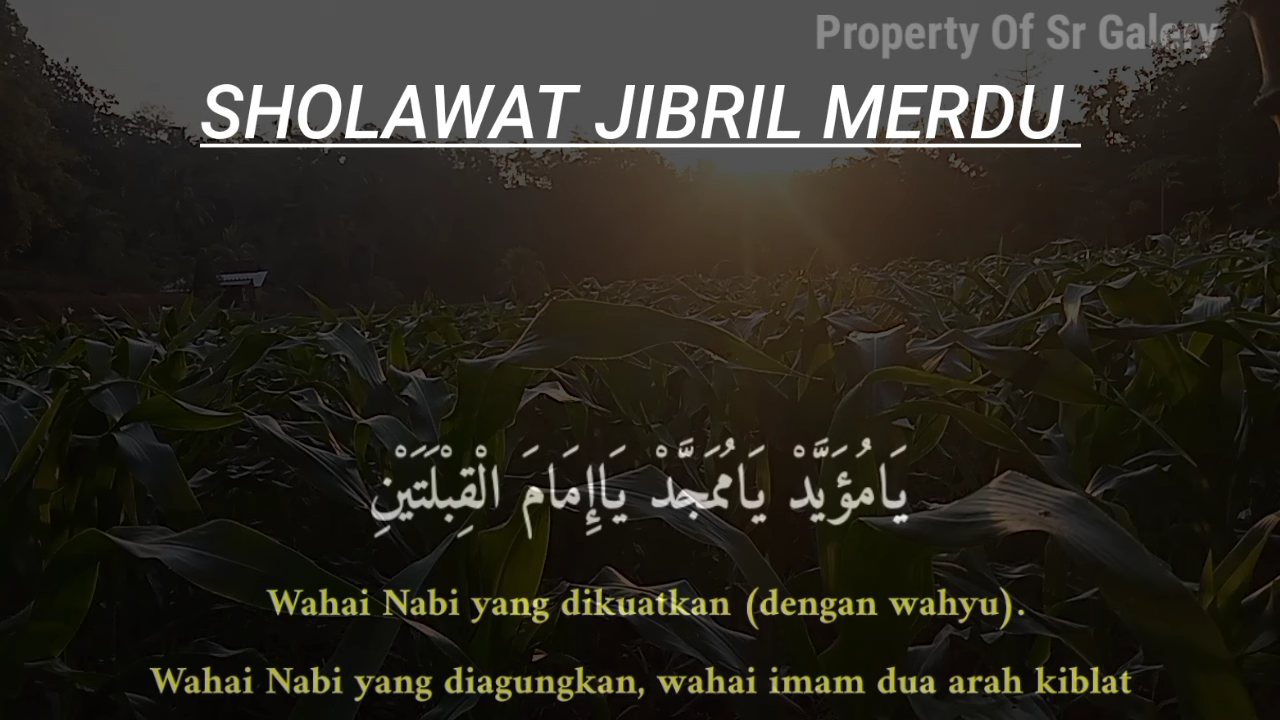 Property Of Sr Galery
SHOLAWAT JIBRIL MERDU
يَامُؤَيَّدْ يَامُمَجَّدْ يَاإِمَامَ الْقِبْلَتَيْنِ
Wahai Nabi yang dikuatkan (dengan wahyu).
Wahai Nabi yang diagungkan, wahai imam dua arah kiblat